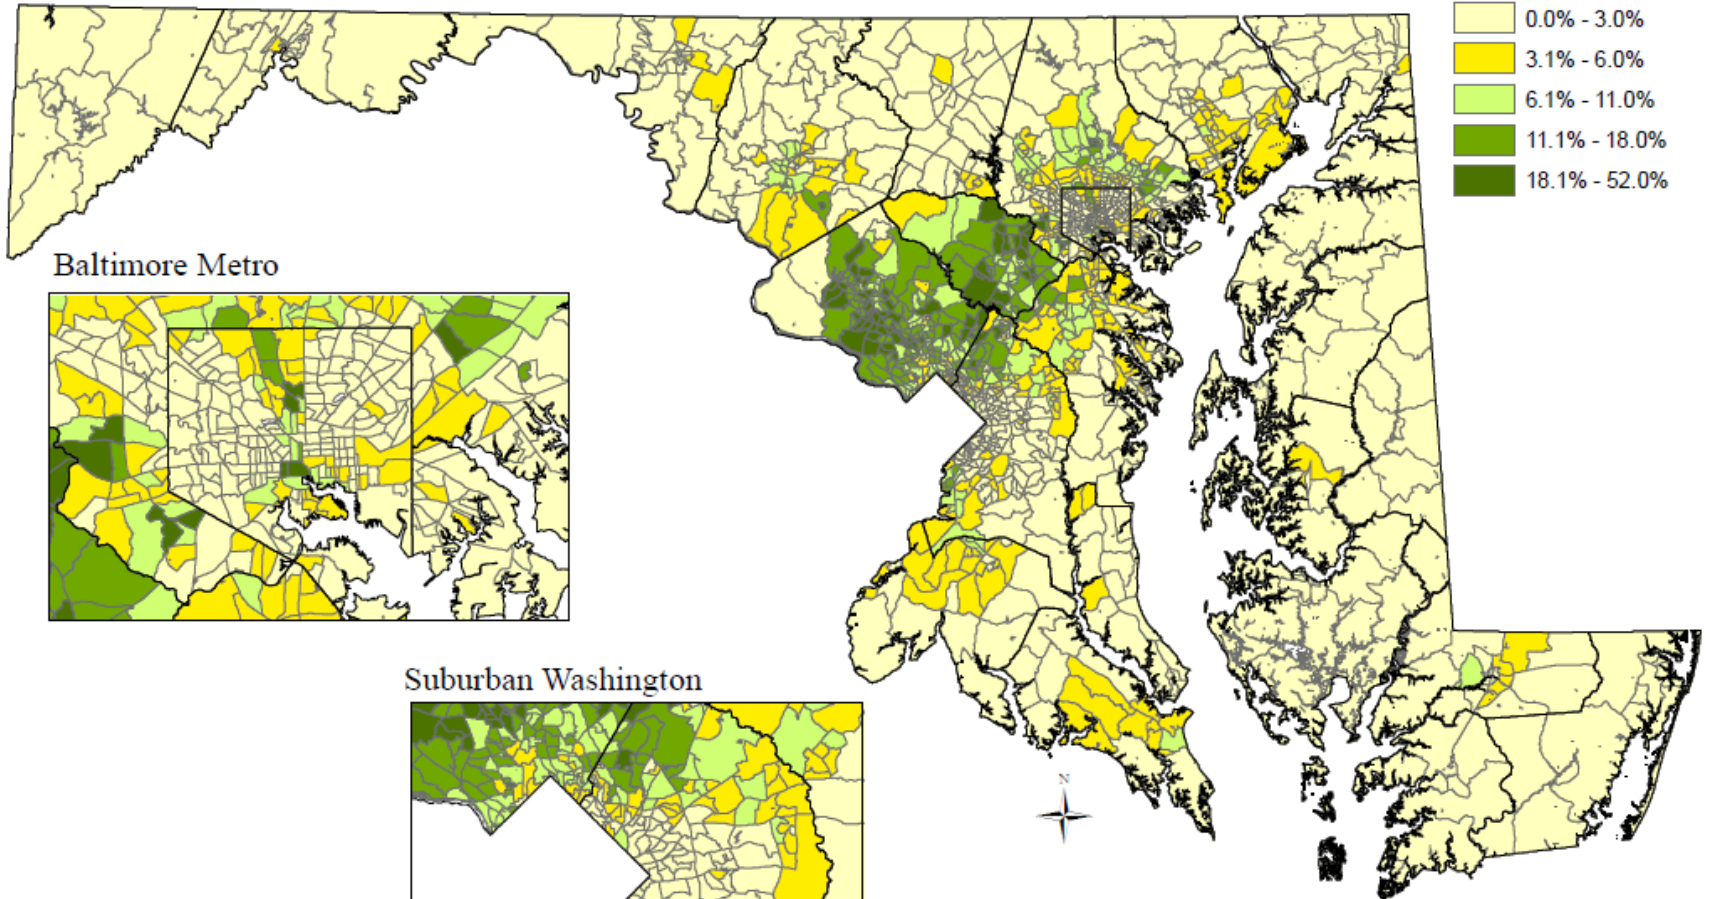 0.0% - 3.0%
3.1% - 6.0%
6.1% - 11.0%
11.1% - 18.0%
18.1% - 52.0%
Baltimore Metro
Suburban Washington
N